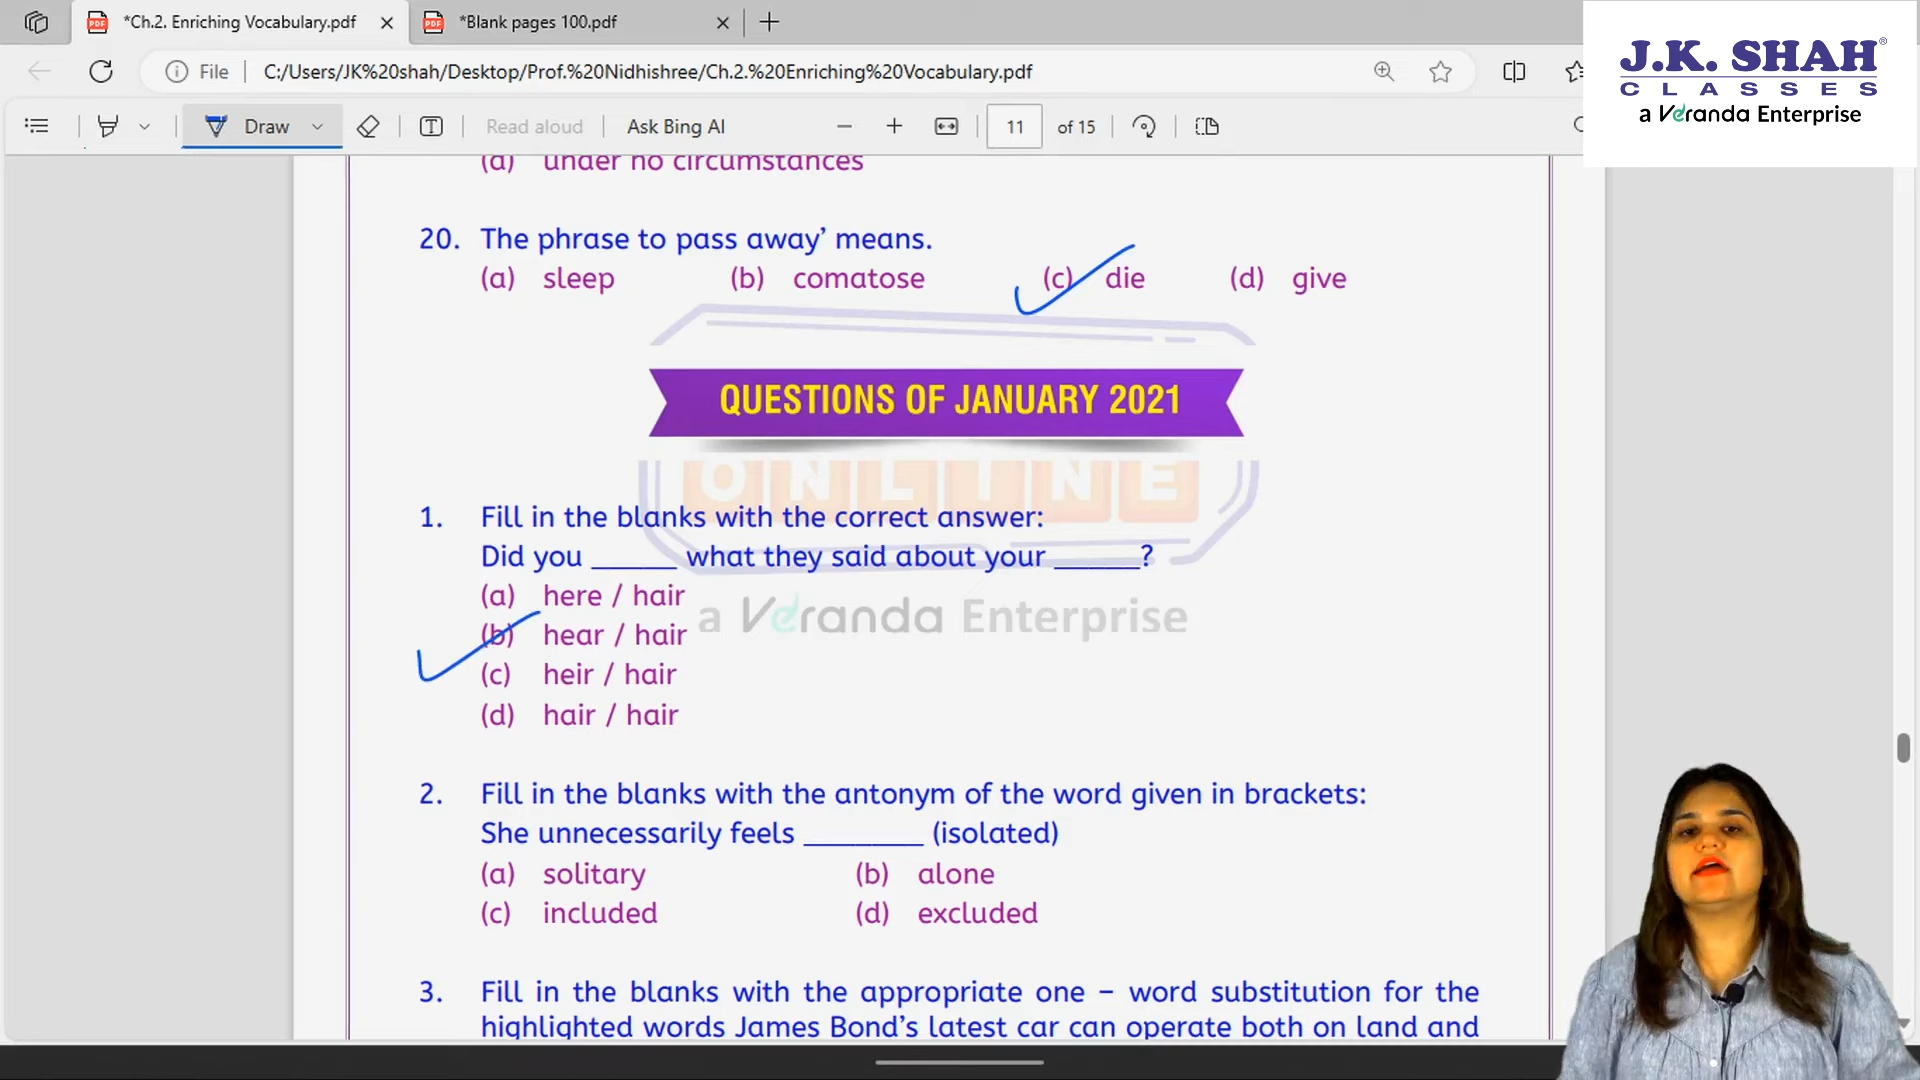 *Ch.2. Enriching Vocabulary.pdf
*Blank pages 100.pdf
File
C:/Users/JK%20shah/Desktop/Prof.%20Nidhishree/Ch.2.%20Enriching%20Vocabulary.pdf
J.K. SHAH®
CLASSES
a Veranda Enterprise
Draw
Read aloud
Ask Bing AI
11
of 15
(d) under no circumstances
20. The phrase to pass away’ means.
(a) sleep (b) comatose (c) die (d) give
QUESTIONS OF JANUARY 2021
ONLINE
1. Fill in the blanks with the correct answer:
Did you ______ what they said about your ______?
(a) here / hair
a Veranda Enterprise
(b) hear / hair
(c) heir / hair
(d) hair / hair
2. Fill in the blanks with the antonym of the word given in brackets:
She unnecessarily feels ________ (isolated)
(a) solitary (b) alone
(c) included (d) excluded
3. Fill in the blanks with the appropriate one – word substitution for the
highlighted words James Bond’s latest car can operate both on land and